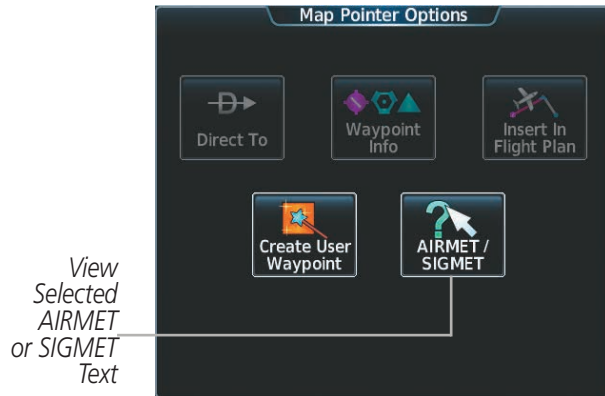 Map Pointer Options
Direct To
Waypoint
Info
Insert In
Flight Plan
Create User
Waypoint
AIRMET /
SIGMET
View
Selected
AIRMET
or SIGMET
Text